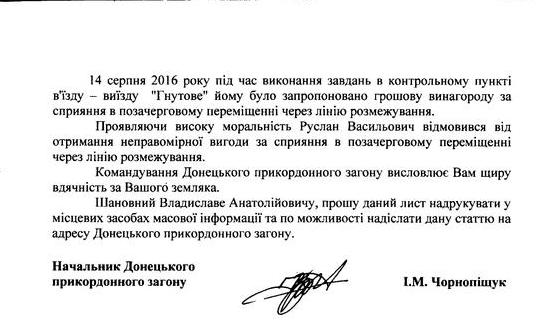 14 серпня 2016 року під час виконання завдань в контрольному пункті
в'їзду – виїзду "Гнутове" йому було запропоновано грошову винагороду за
сприяння в позачерговому переміщенні через лінію розмежування.
Проявляючи високу моральність Руслан Васильович відмовився від
отримання неправомірної вигоди за сприяння в позачерговому переміщенні
через лінію розмежування.
Командування Донецького прикордонного загону висловлює Вам щиру
вдячність за Вашого земляка.
Шановний Владиславе Анатолійовичу, прошу даний лист надрукувати у
місцевих засобах масової інформації та по можливості надіслати дану статтю на
адресу Донецького прикордонного загону.
Начальник Донецького
прикордонного загону І.М. Чорнопіщук